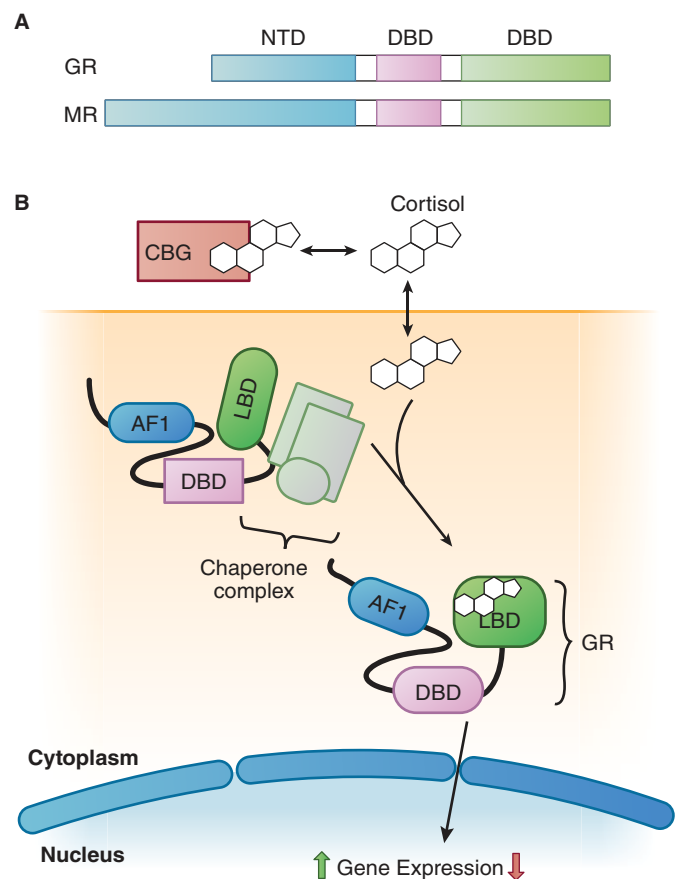 A
NTD DBD DBD
GR
MR
B
Cortisol
CBG
LBD
AF1
DBD
Chaperone
complex
AF1
LBD
GR
DBD
Cytoplasm
Nucleus
Gene Expression